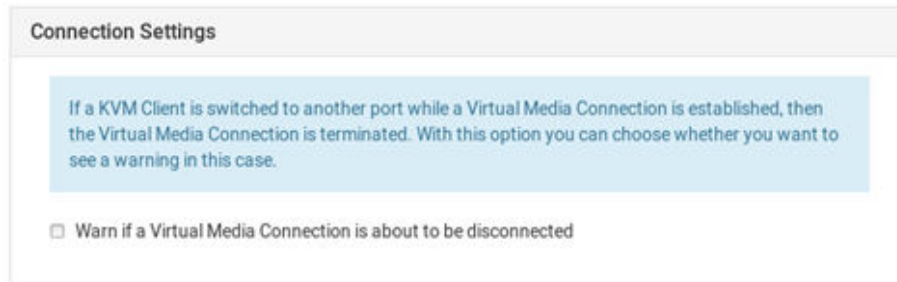 Connection Settings
If a KVM Client is switched to another port while a Virtual Media Connection is established, then
the Virtual Media Connection is terminated. With this option you can choose whether you want to
see a warning in this case.
Warn if a Virtual Media Connection is about to be disconnected